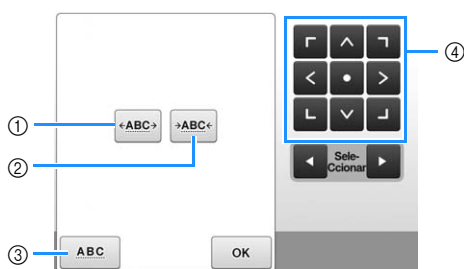 ④
① ←ABC→ →ABC←
②
Sele-
Ccionar
③ ABC OK